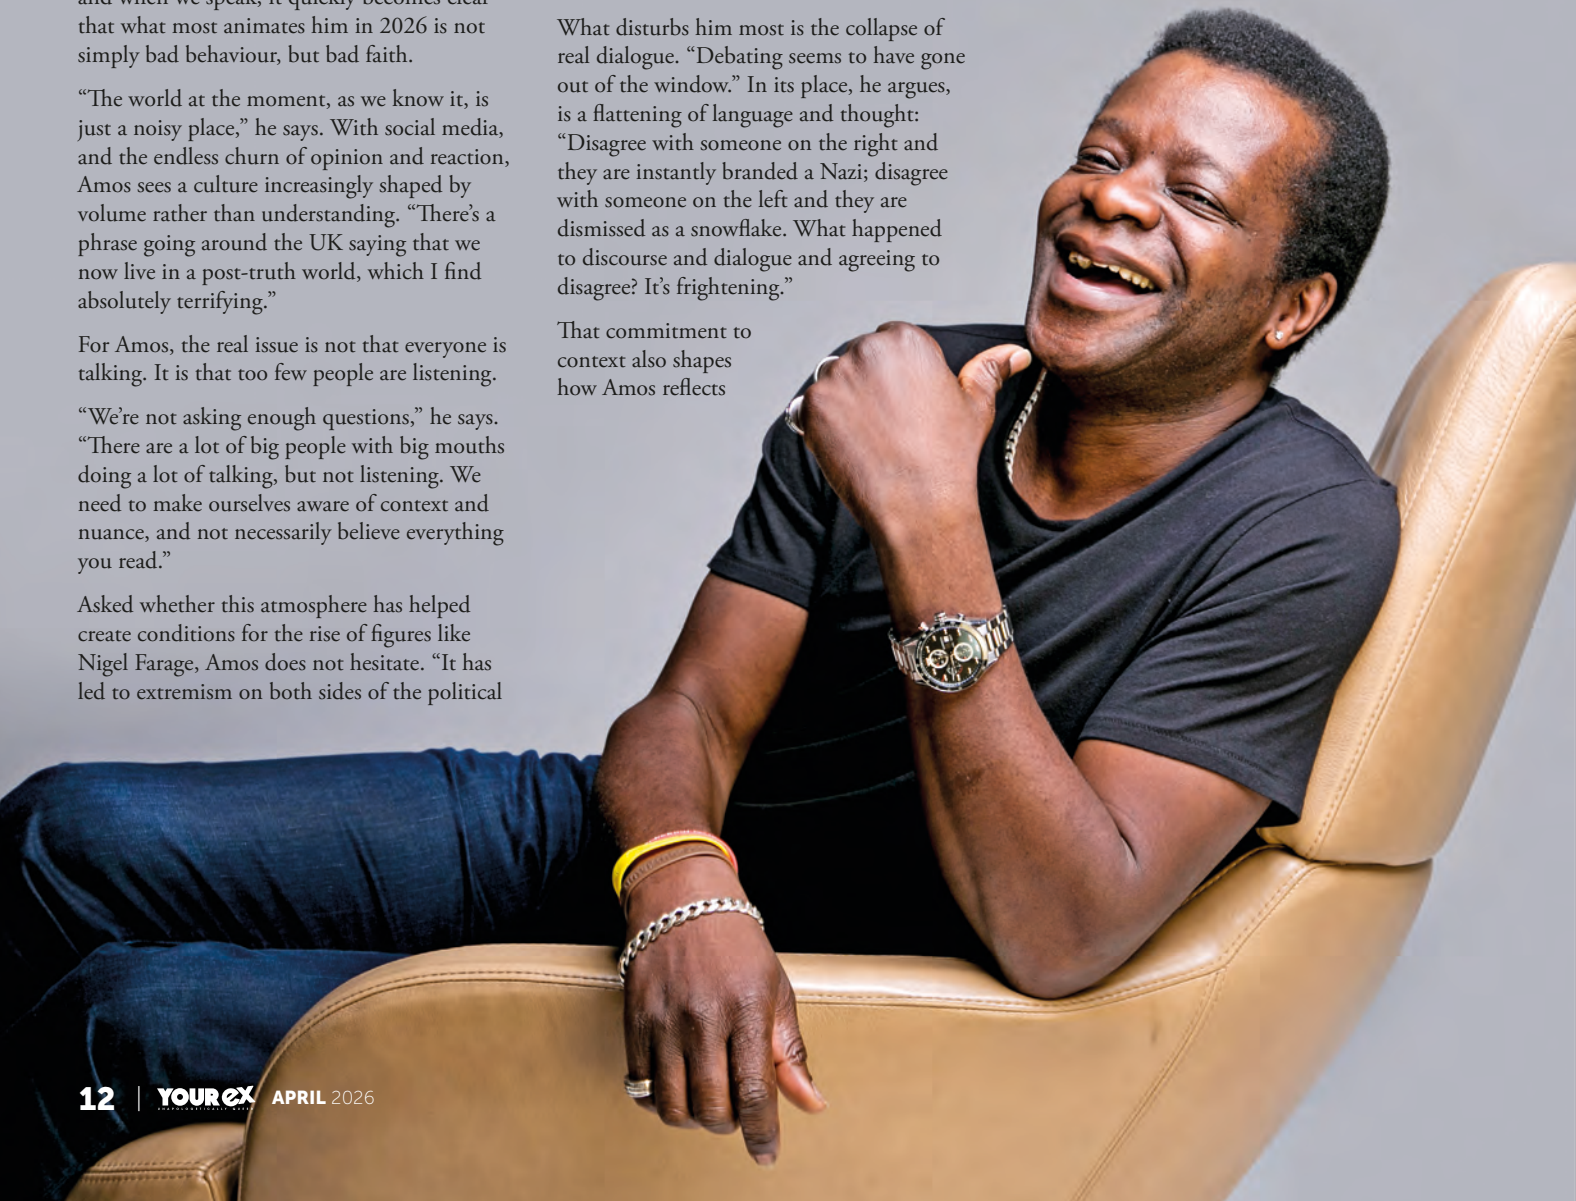 that what most animates him in 2026 is not
simply bad behaviour, but bad faith.
“The world at the moment, as we know it, is
just a noisy place,” he says. With social media,
and the endless churn of opinion and reaction,
Amos sees a culture increasingly shaped by
volume rather than understanding. “There’s a
phrase going around the UK saying that we
now live in a post-truth world, which I find
absolutely terrifying.”
For Amos, the real issue is not that everyone is
talking. It is that too few people are listening.
“We’re not asking enough questions,” he says.
“There are a lot of big people with big mouths
doing a lot of talking, but not listening. We
need to make ourselves aware of context and
nuance, and not necessarily believe everything
you read.”
Asked whether this atmosphere has helped
create conditions for the rise of figures like
Nigel Farage, Amos does not hesitate. “It has
led to extremism on both sides of the political
What disturbs him most is the collapse of
real dialogue. “Debating seems to have gone
out of the window.” In its place, he argues,
is a flattening of language and thought:
“Disagree with someone on the right and
they are instantly branded a Nazi; disagree
with someone on the left and they are
dismissed as a snowflake. What happened
to discourse and dialogue and agreeing to
disagree? It’s frightening.”
That commitment to
context also shapes
how Amos reflects
12 | YOUR eX APRIL 2026